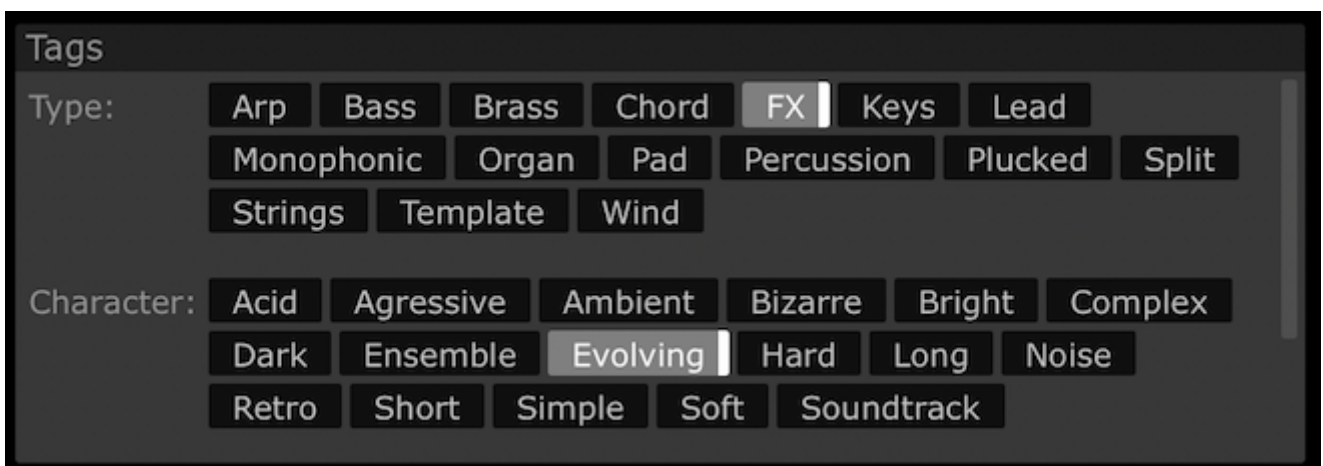 Tags
Type: Arp Bass Brass Chord FX Keys Lead
Monophonic Organ Pad Percussion Plucked Split
Strings Template Wind
Character: Acid Agressive Ambient Bizarre Bright Complex
Dark Ensemble Evolving Hard Long Noise
Retro Short Simple Soft Soundtrack